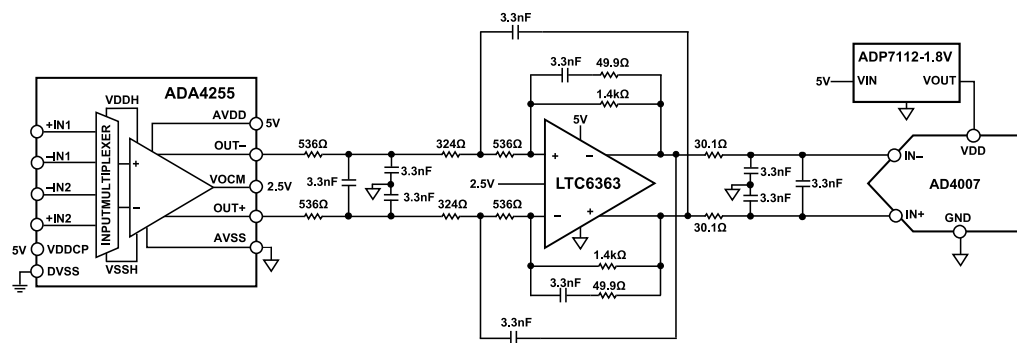 3.3nF
3.3nF 49.9Ω
1.4kΩ
ADP7112-1.8V
5V
VIN VOUT
ADA4255
VDDH
AVDD
5V
+IN1
−IN1
−IN2
+IN2
INPUTMULTIPLEXER
+
−
OUT−
VOCM
2.5V
OUT+
AVSS
5V
VDDCP
DVSS
VSSH
536Ω
324Ω
536Ω
3.3nF
3.3nF
3.3nF
536Ω
324Ω
536Ω
5V
+ −
2.5V
LTC6363
− +
30.1Ω
3.3nF
3.3nF
3.3nF
30.1Ω
IN−
VDD
AD4007
IN+
GND
1.4kΩ
3.3nF 49.9Ω
3.3nF